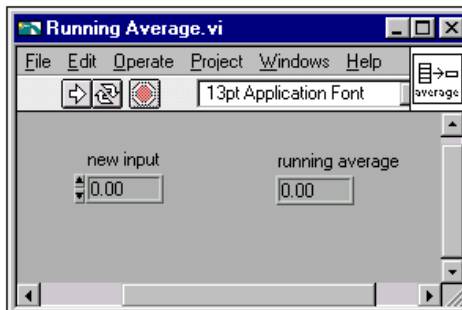 Running Average.vi
File Edit Operate Project Windows Help
13pt Application Font
average
new input running average
0.00 0.00